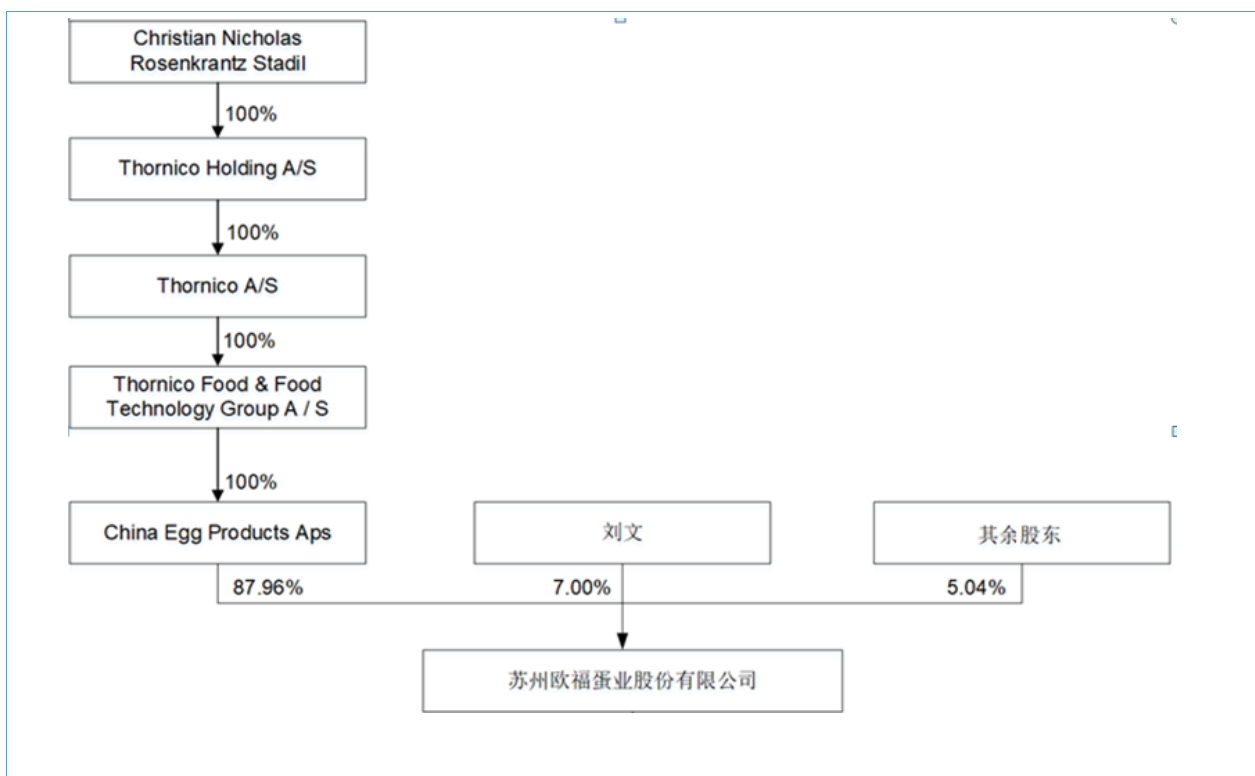 Christian Nicholas
Rosenkrantz Stadil
100%
Thornico Holding A/S
100%
Thornico A/S
100%
Thornico Food & Food
Technology Group A / S
100%
China Egg Products Aps
刘文
其余股东
87.96%
7.00%
5.04%
苏州欧福蛋业股份有限公司